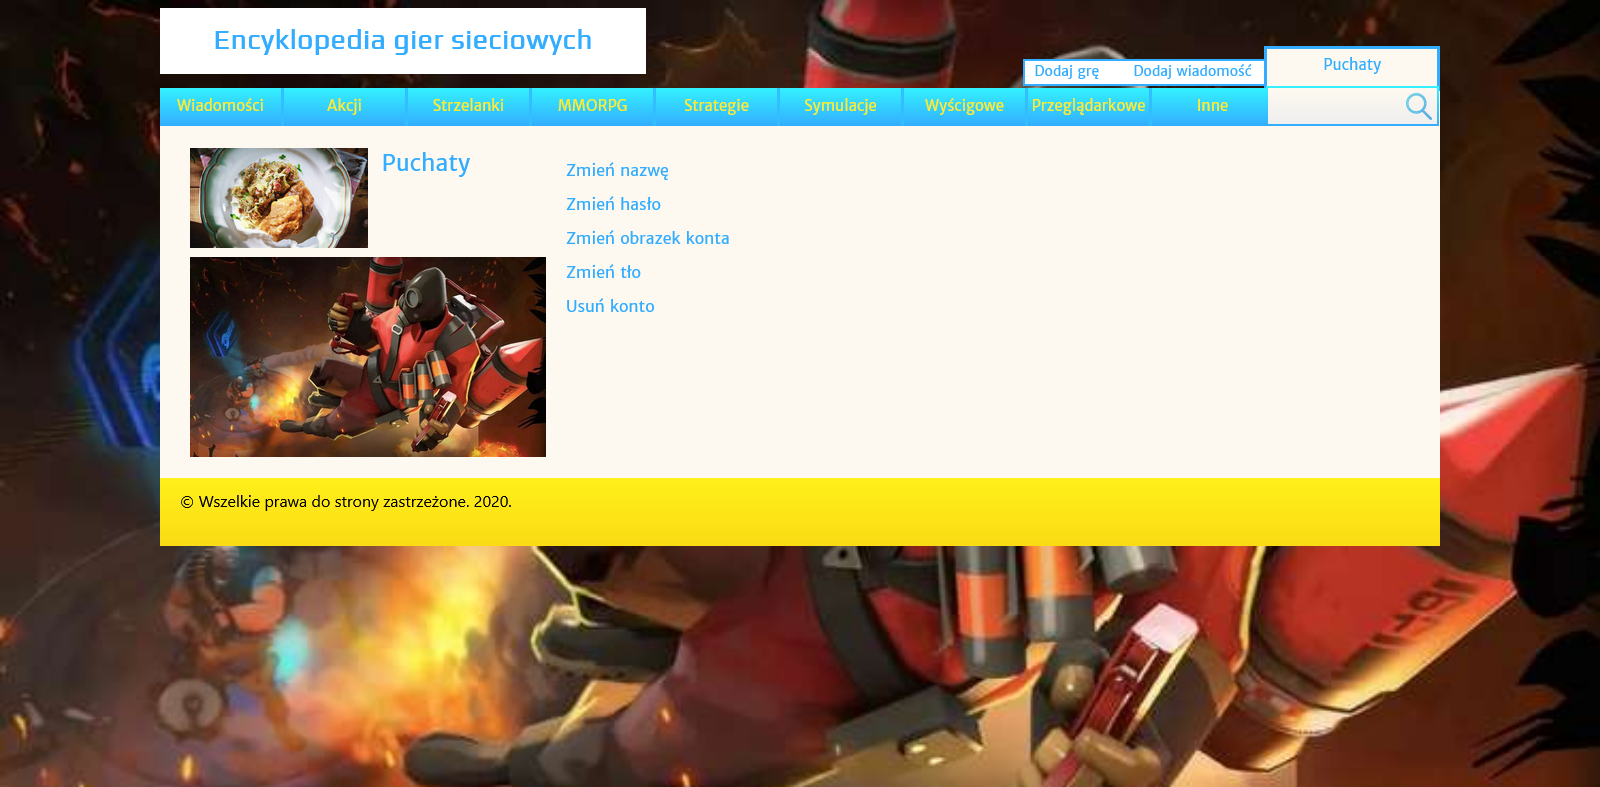 Encyklopedia gier sieciowych
Dodaj grę
Dodaj wiadomość
Puchaty
Wiadomości
Akcji
Strzelanki
MMORPG
Strategie
Symulacje
Wyścigowe
Przeglądarkowe
Inne
Puchaty
Zmień nazwę
Zmień hasło
Zmień obrazek konta
Zmień tło
Usuń konto
© Wszelkie prawa do strony zastrzeżone. 2020.